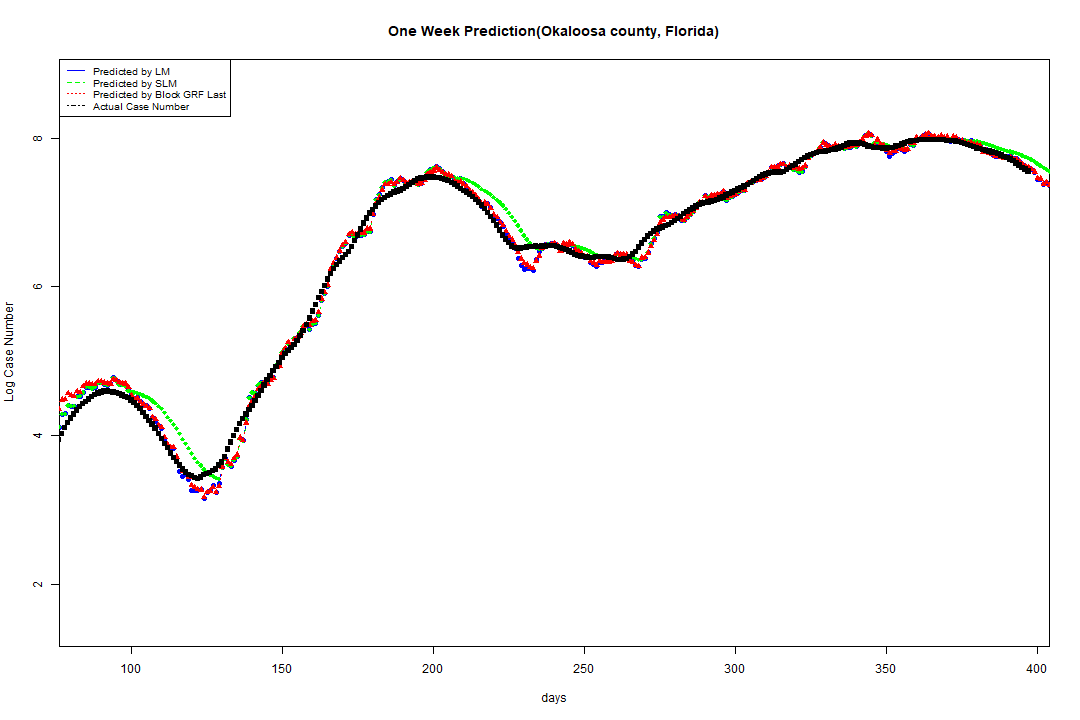 One Week Prediction(Okaloosa county, Florida)
Predicted by LM
Predicted by SLM
Predicted by Block GRF Last
Actual Case Number
8
6
4
2
Log Case Number
100 150 200 250 300 350 400
days